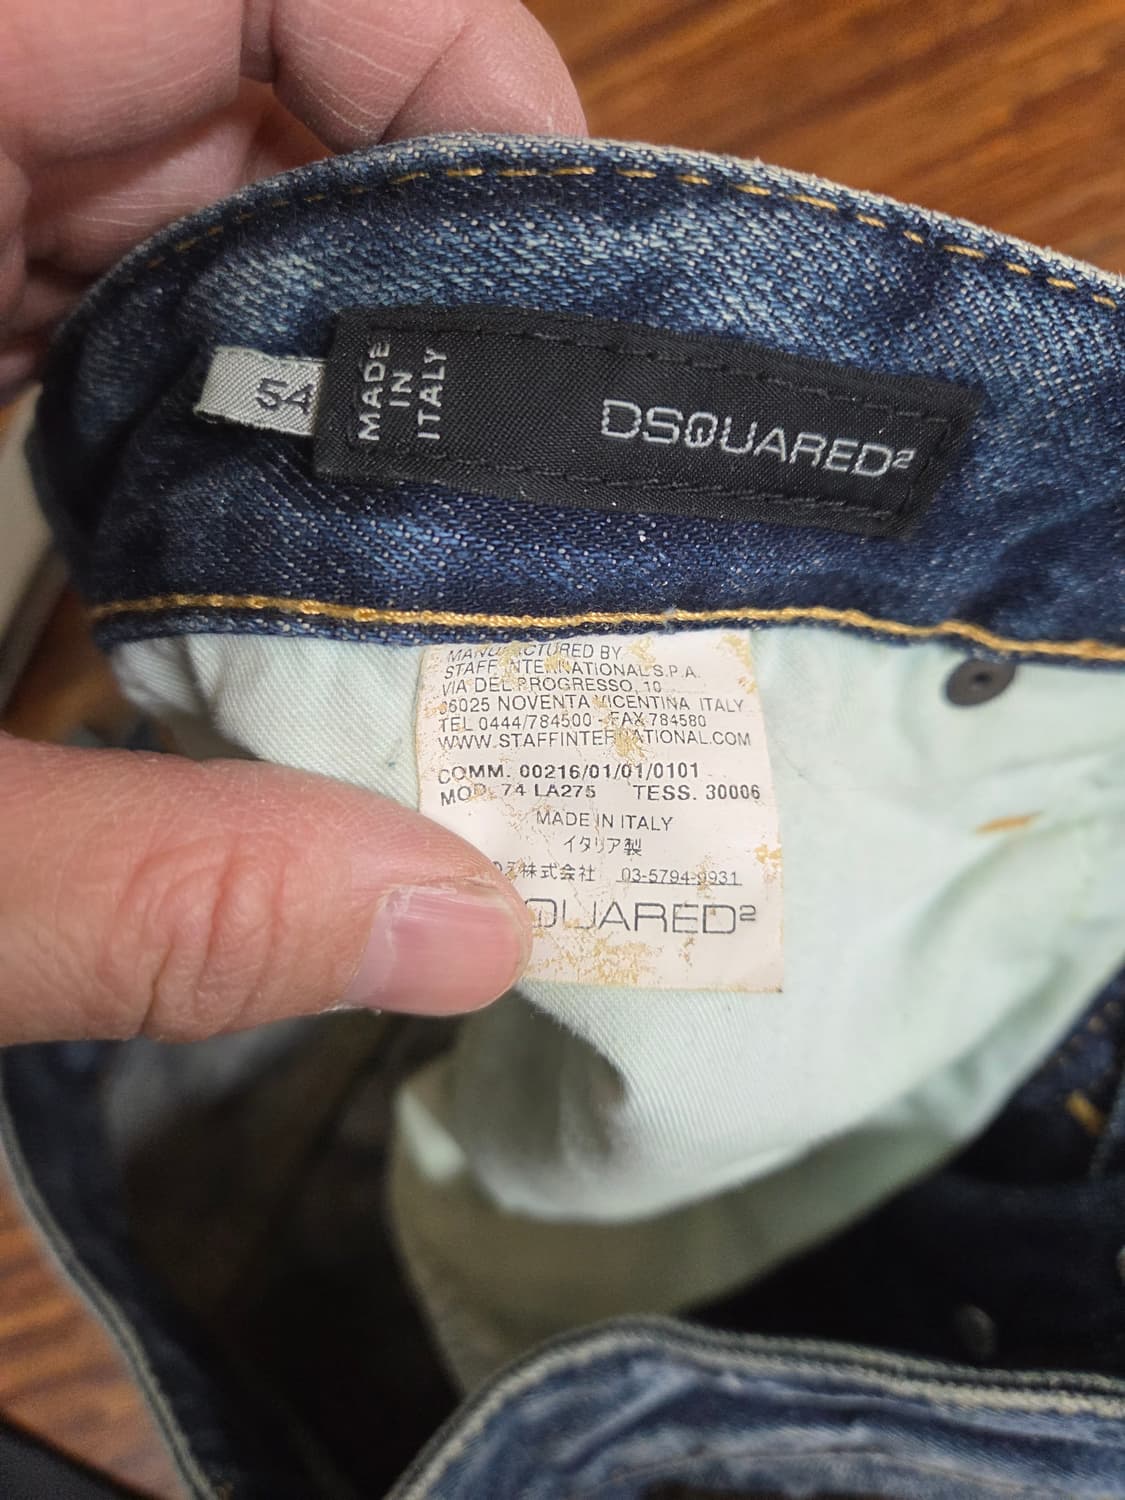 54
MADE
IN
ITALY
DSQUARED²
MANUFACTURED BY
STAFF INTERNATIONAL S.P.A.
VIA DEL PROGRESSO, 10
36025 NOVENTA VICENTINA ITALY
TEL 0444/784500 - FAX 784580
WWW.STAFFINTERNATIONAL.COM
COMM. 00216/01/01/0101
MOD. 74 LA275 TESS. 30006
MADE IN ITALY
イタリア製
株式会社 03-5794-9931
SQUARED²